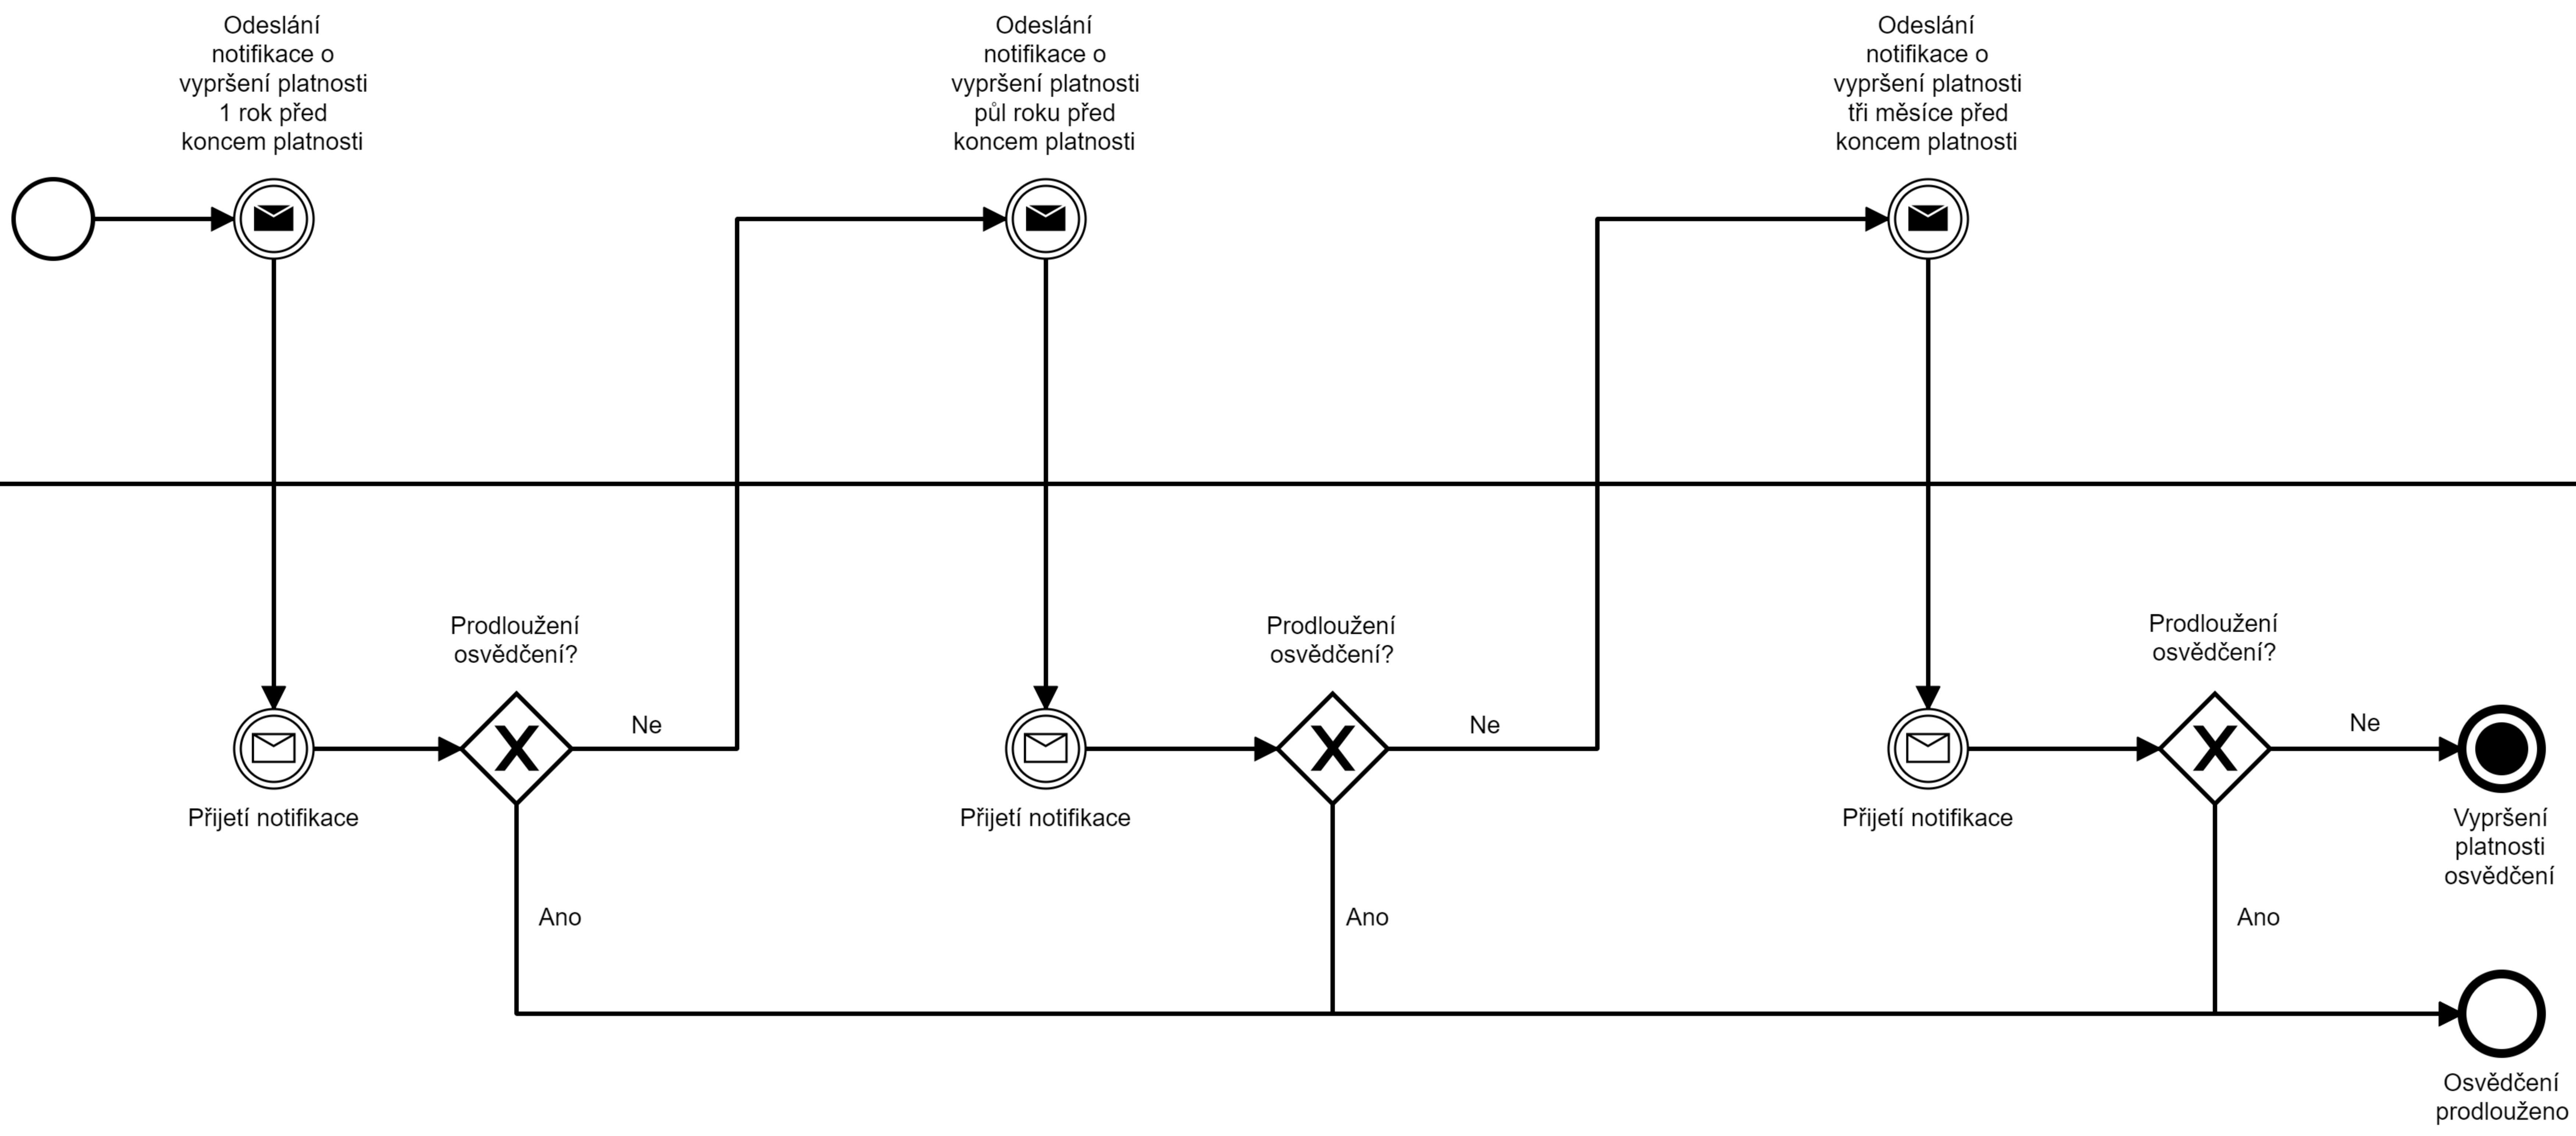 Odeslání
notifikace o
vypršení platnosti
1 rok před
koncem platnosti
Odeslání
notifikace o
vypršení platnosti
půl roku před
koncem platnosti
Odeslání
notifikace o
vypršení platnosti
tři měsíce před
koncem platnosti
Prodloužení
osvědčení?
Ne
Přijetí notifikace
Ano
Prodloužení
osvědčení?
Ne
Přijetí notifikace
Ano
Prodloužení
osvědčení?
Ne
Přijetí notifikace
Ano
Vypršení
platnosti
osvědčení
Osvědčení
prodlouženo